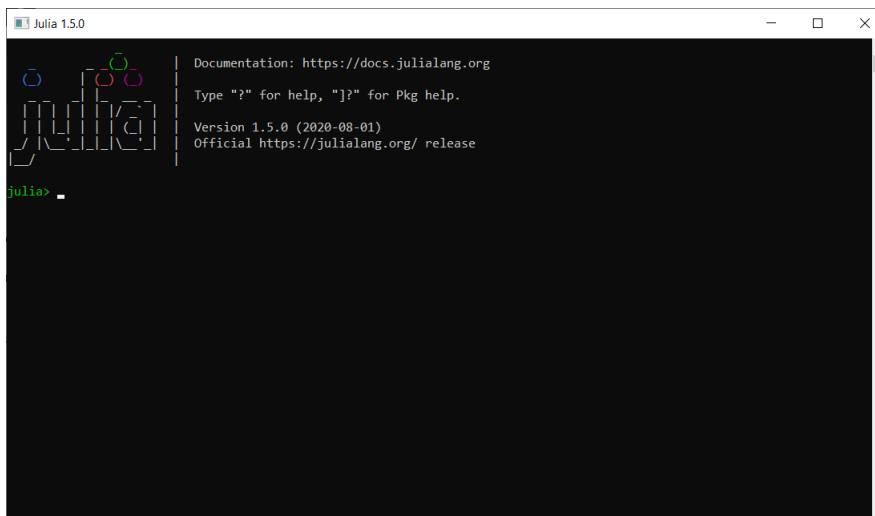 Julia 1.5.0
julia
Documentation: https://docs.julialang.org
Type "?" for help, "]?" for Pkg help.
Version 1.5.0 (2020-08-01)
Official https://julialang.org/ release
julia>